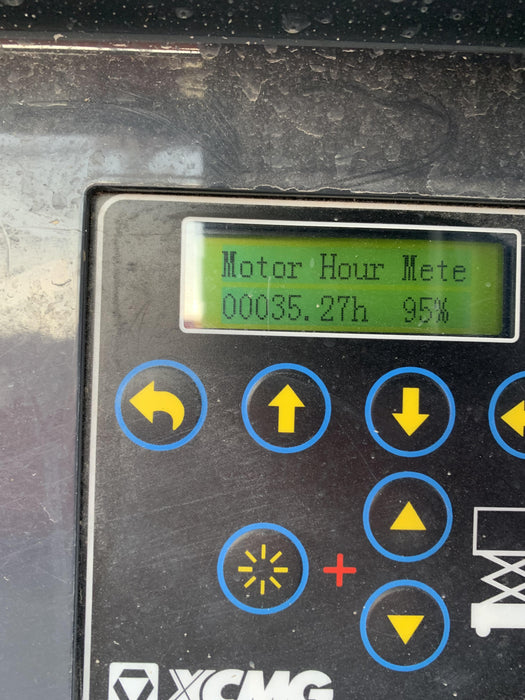 Motor Hour Mete
00035.27h 95%
XCMG